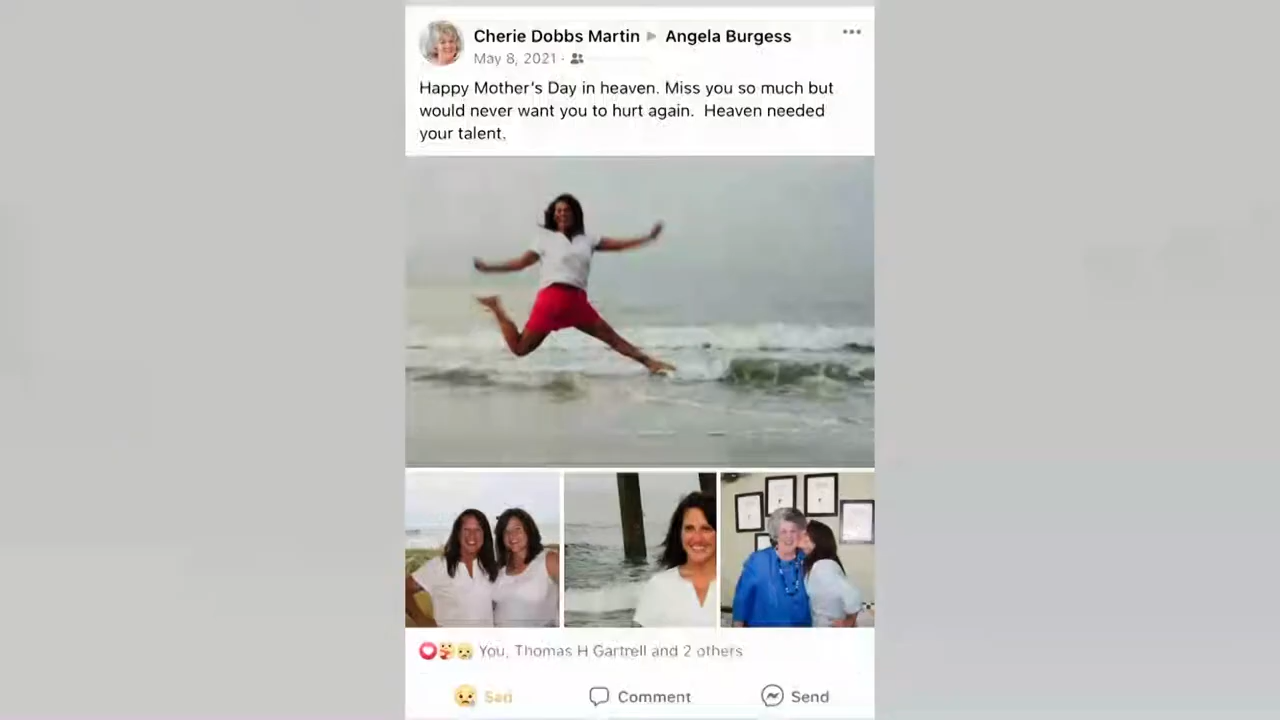 Cherie Dobbs Martin ▸ Angela Burgess
May 8, 2021 ·
Happy Mother's Day in heaven. Miss you so much but
would never want you to hurt again. Heaven needed
your talent.
You, Thomas H Gartrell and 2 others
Sad Comment Send